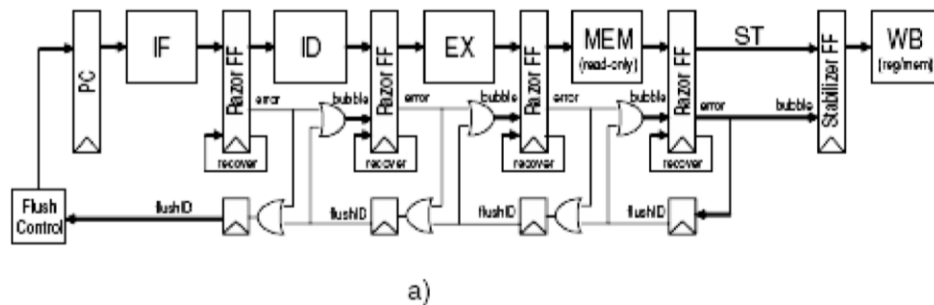 IF
ID
EX
MEM
(read-only)
ST
WB
(reg/mem)
PC
Razor FF
Razor FF
Razor FF
Razor FF
Stabilizer FF
error
bubble
error
bubble
error
bubble
error
bubble
recover
recover
recover
recover
Flush
Control
flushID
flushID
flushID
flushID
a)